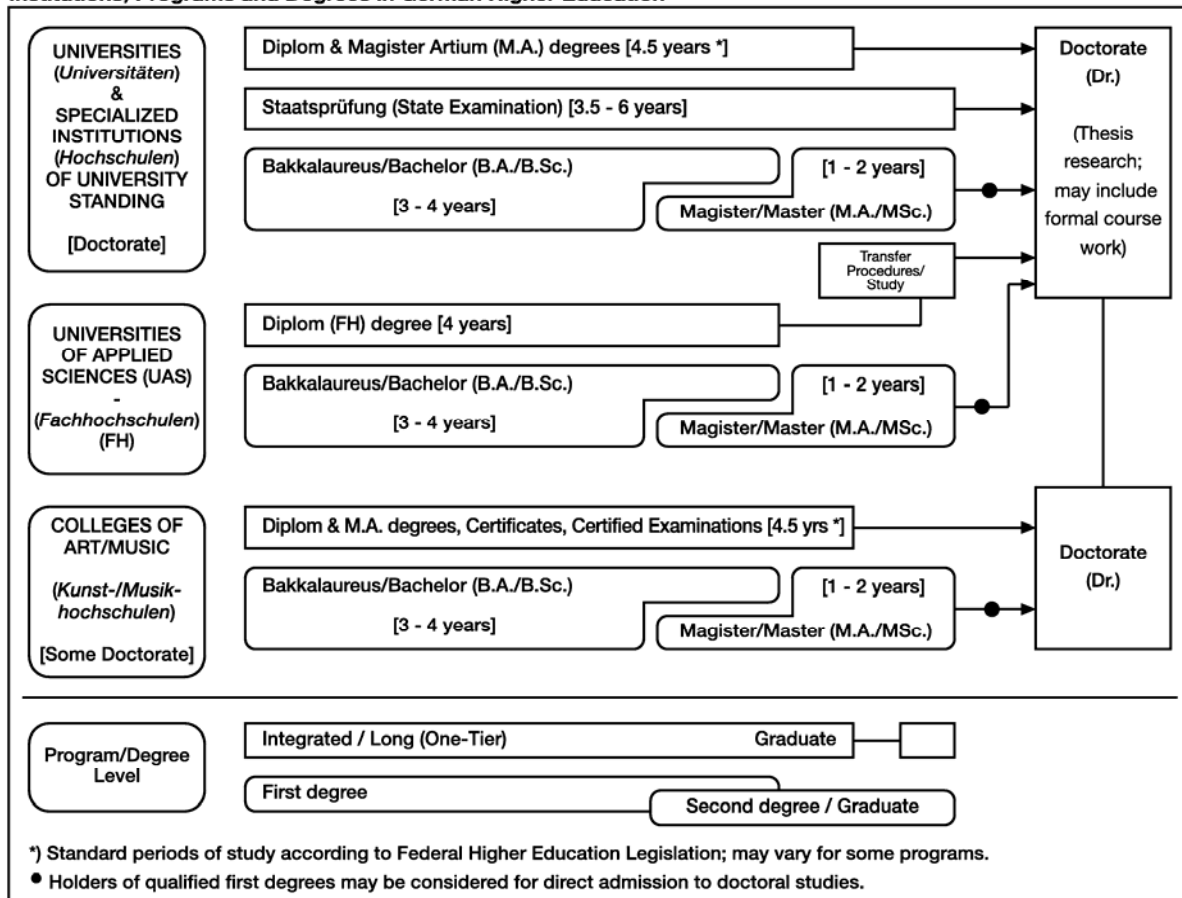 UNIVERSITIES
(Universitäten)
&
SPECIALIZED
INSTITUTIONS
(Hochschulen)
OF UNIVERSITY
STANDING
[Doctorate]
Diplom & Magister Artium (M.A.) degrees [4.5 years *]
Staatsprüfung (State Examination) [3.5 - 6 years]
Bakkalaureus/Bachelor (B.A./B.Sc.)
[3 - 4 years]
[1 - 2 years]
Magister/Master (M.A./MSc.)
Transfer
Procedures/
Study
Doctorate
(Dr.)
(Thesis
research;
may include
formal course
work)
UNIVERSITIES
OF APPLIED
SCIENCES (UAS)
-
(Fachhochschulen)
(FH)
Diplom (FH) degree [4 years]
Bakkalaureus/Bachelor (B.A./B.Sc.)
[3 - 4 years]
[1 - 2 years]
Magister/Master (M.A./MSc.)
COLLEGES OF
ART/MUSIC
(Kunst-/Musik-
hochschulen)
[Some Doctorate]
Diplom & M.A. degrees, Certificates, Certified Examinations [4.5 yrs *]
Bakkalaureus/Bachelor (B.A./B.Sc.)
[3 - 4 years]
[1 - 2 years]
Magister/Master (M.A./MSc.)
Doctorate
(Dr.)
Program/Degree
Level
Integrated / Long (One-Tier) Graduate
First degree
Second degree / Graduate
*) Standard periods of study according to Federal Higher Education Legislation; may vary for some programs.
● Holders of qualified first degrees may be considered for direct admission to doctoral studies.